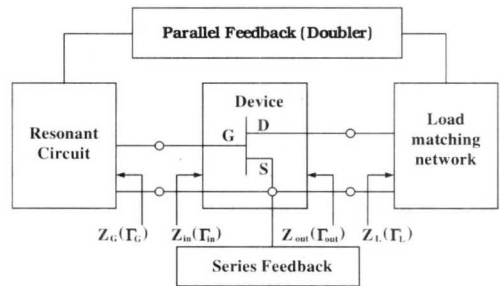 Parallel Feedback (Doubler)
Device
Resonant
Circuit
G
D
S
Load
matching
network
Z_G(Γ_G)
Z_in(Γ_in)
Z_out(Γ_out)
Z_L(Γ_L)
Series Feedback